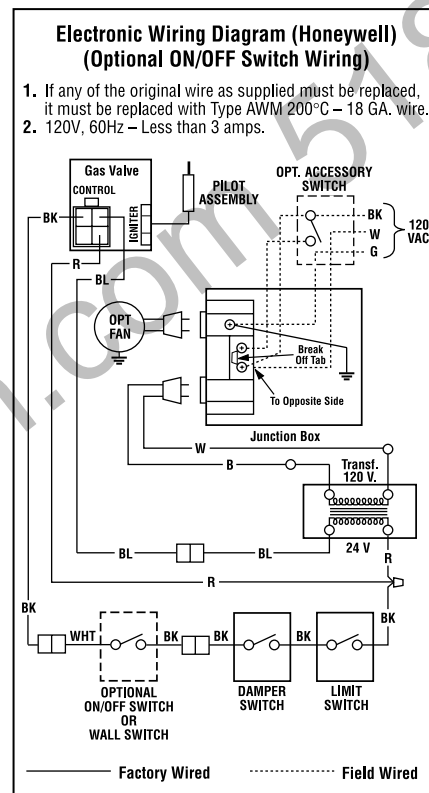 Electronic Wiring Diagram (Honeywell)
(Optional ON/OFF Switch Wiring)
1. If any of the original wire as supplied must be replaced,
it must be replaced with Type AWM 200°C – 18 GA. wire.
2. 120V, 60Hz – Less than 3 amps.
Gas Valve
CONTROL
IGNITER
PILOT
ASSEMBLY
OPT. ACCESSORY
SWITCH
BK
BK
W
G
120
VAC
R
BL
OPT
FAN
Break
Off Tab
To Opposite Side
Junction Box
W
B
Transf.
120 V.
24 V
BL
BL
R
R
BK
BK
WHT
BK
BK
BK
OPTIONAL
ON/OFF SWITCH
OR
WALL SWITCH
DAMPER
SWITCH
LIMIT
SWITCH
Factory Wired
Field Wired
n.com 518